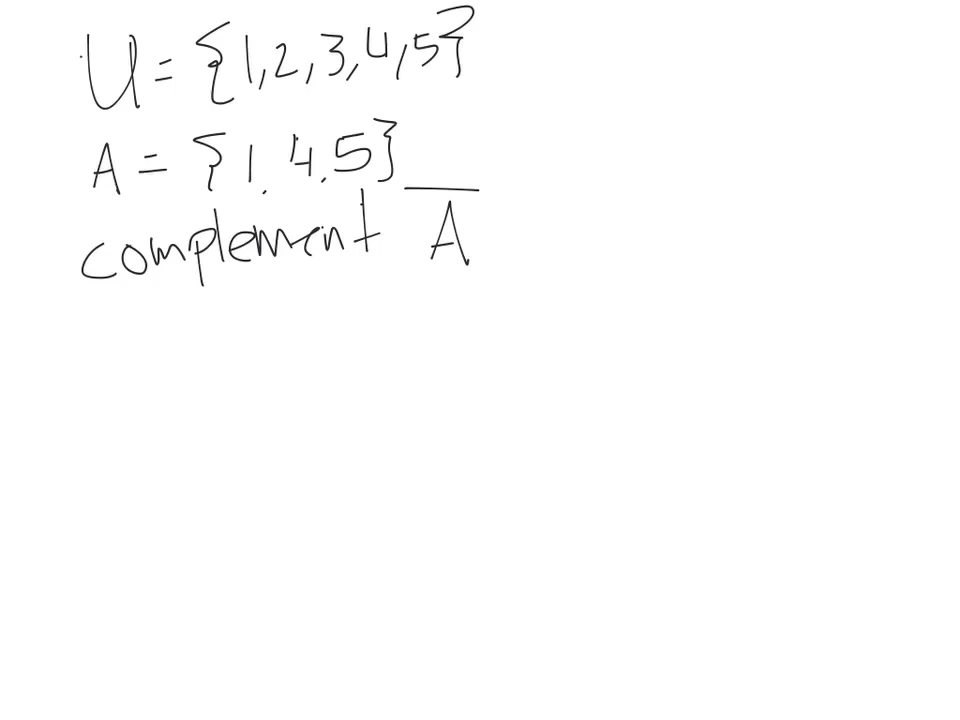 U = {1,2,3,4,5}
A = {1.4.5}
complement A̅